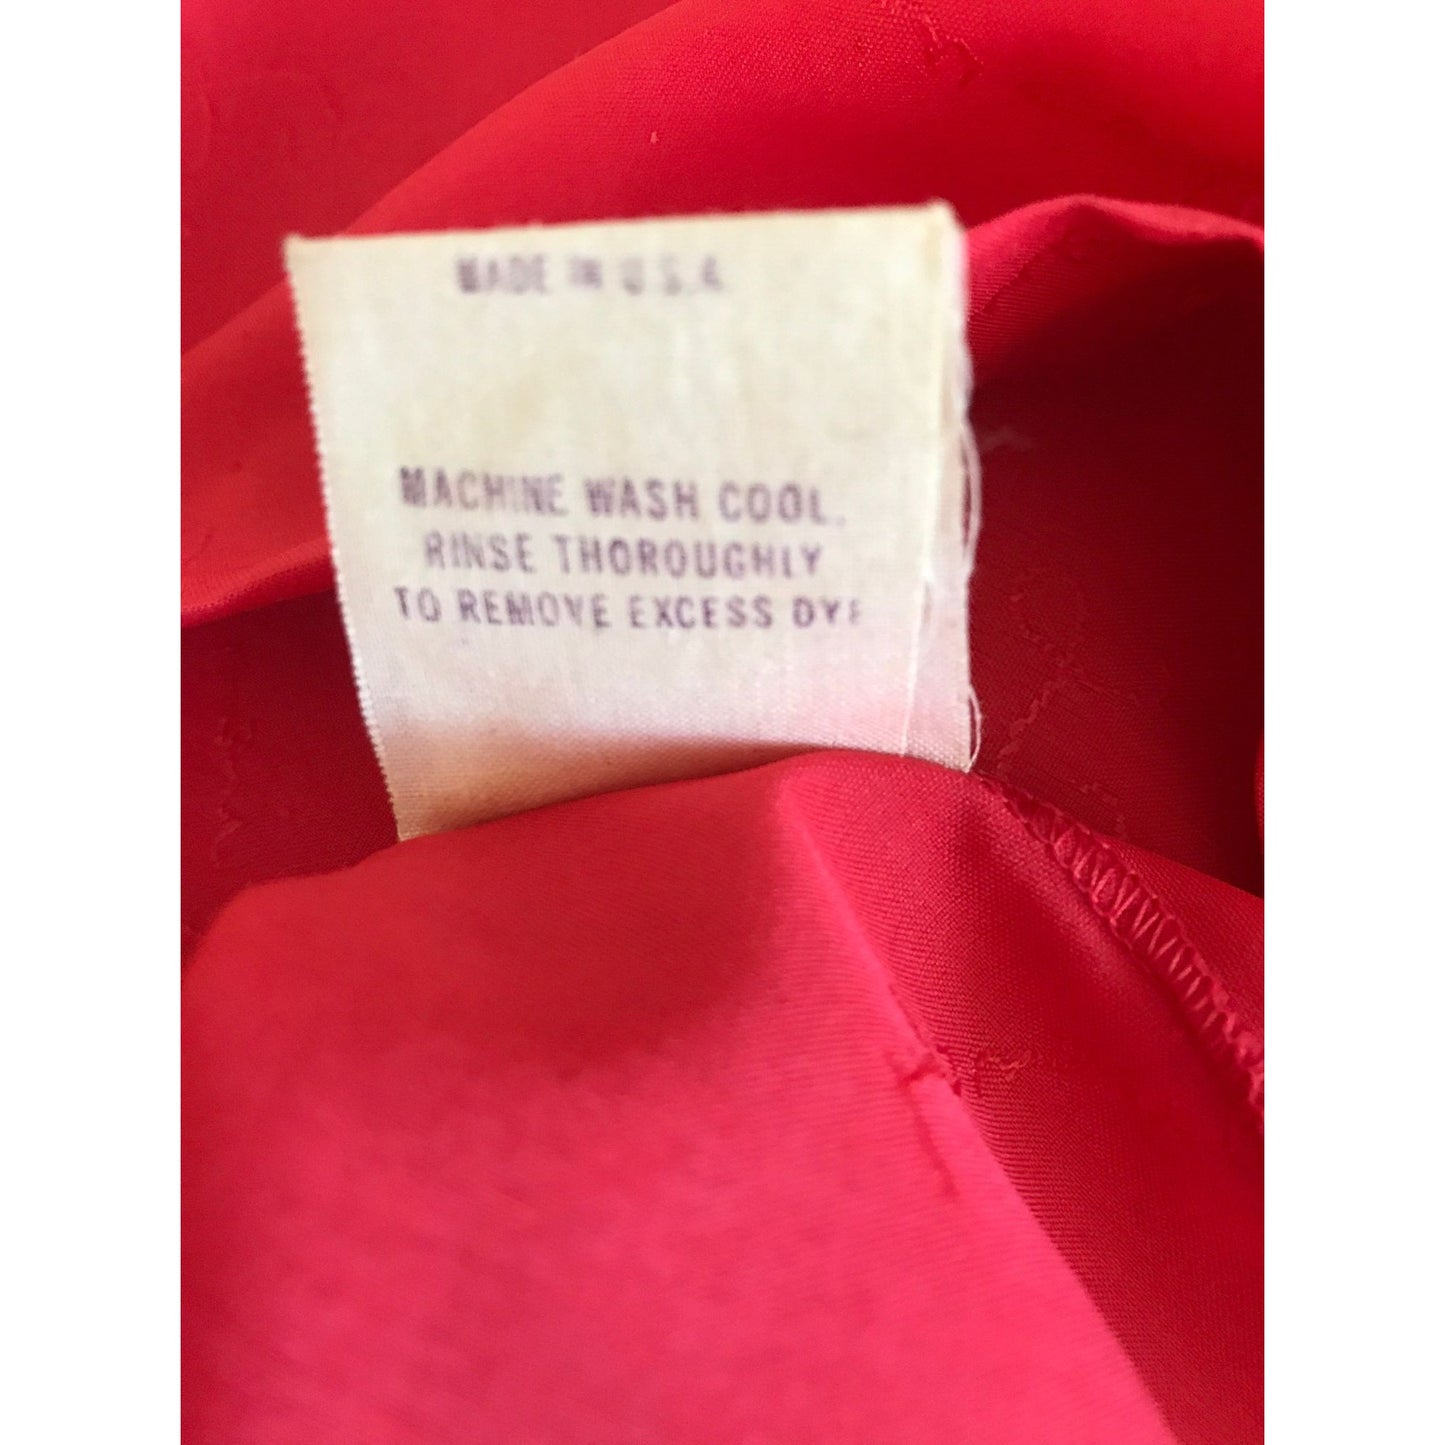 MADE IN U.S.A
MACHINE WASH COOL.
RINSE THOROUGHLY
TO REMOVE EXCESS DYE